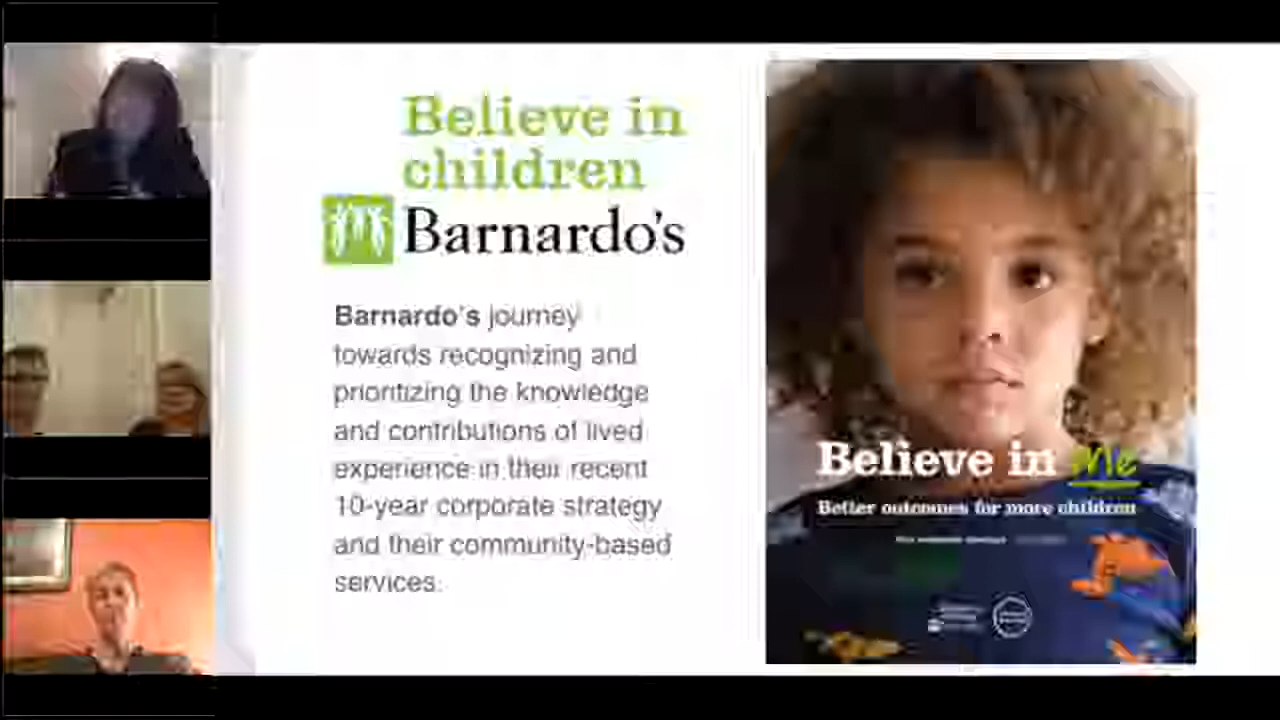 Believe in
children
Barnardo's
Barnardo's journey
towards recognizing and
prioritizing the knowledge
and contributions of lived
experience in their recent
10-year corporate strategy
and their community-based
services.
Believe in Me
Better outcomes for more children